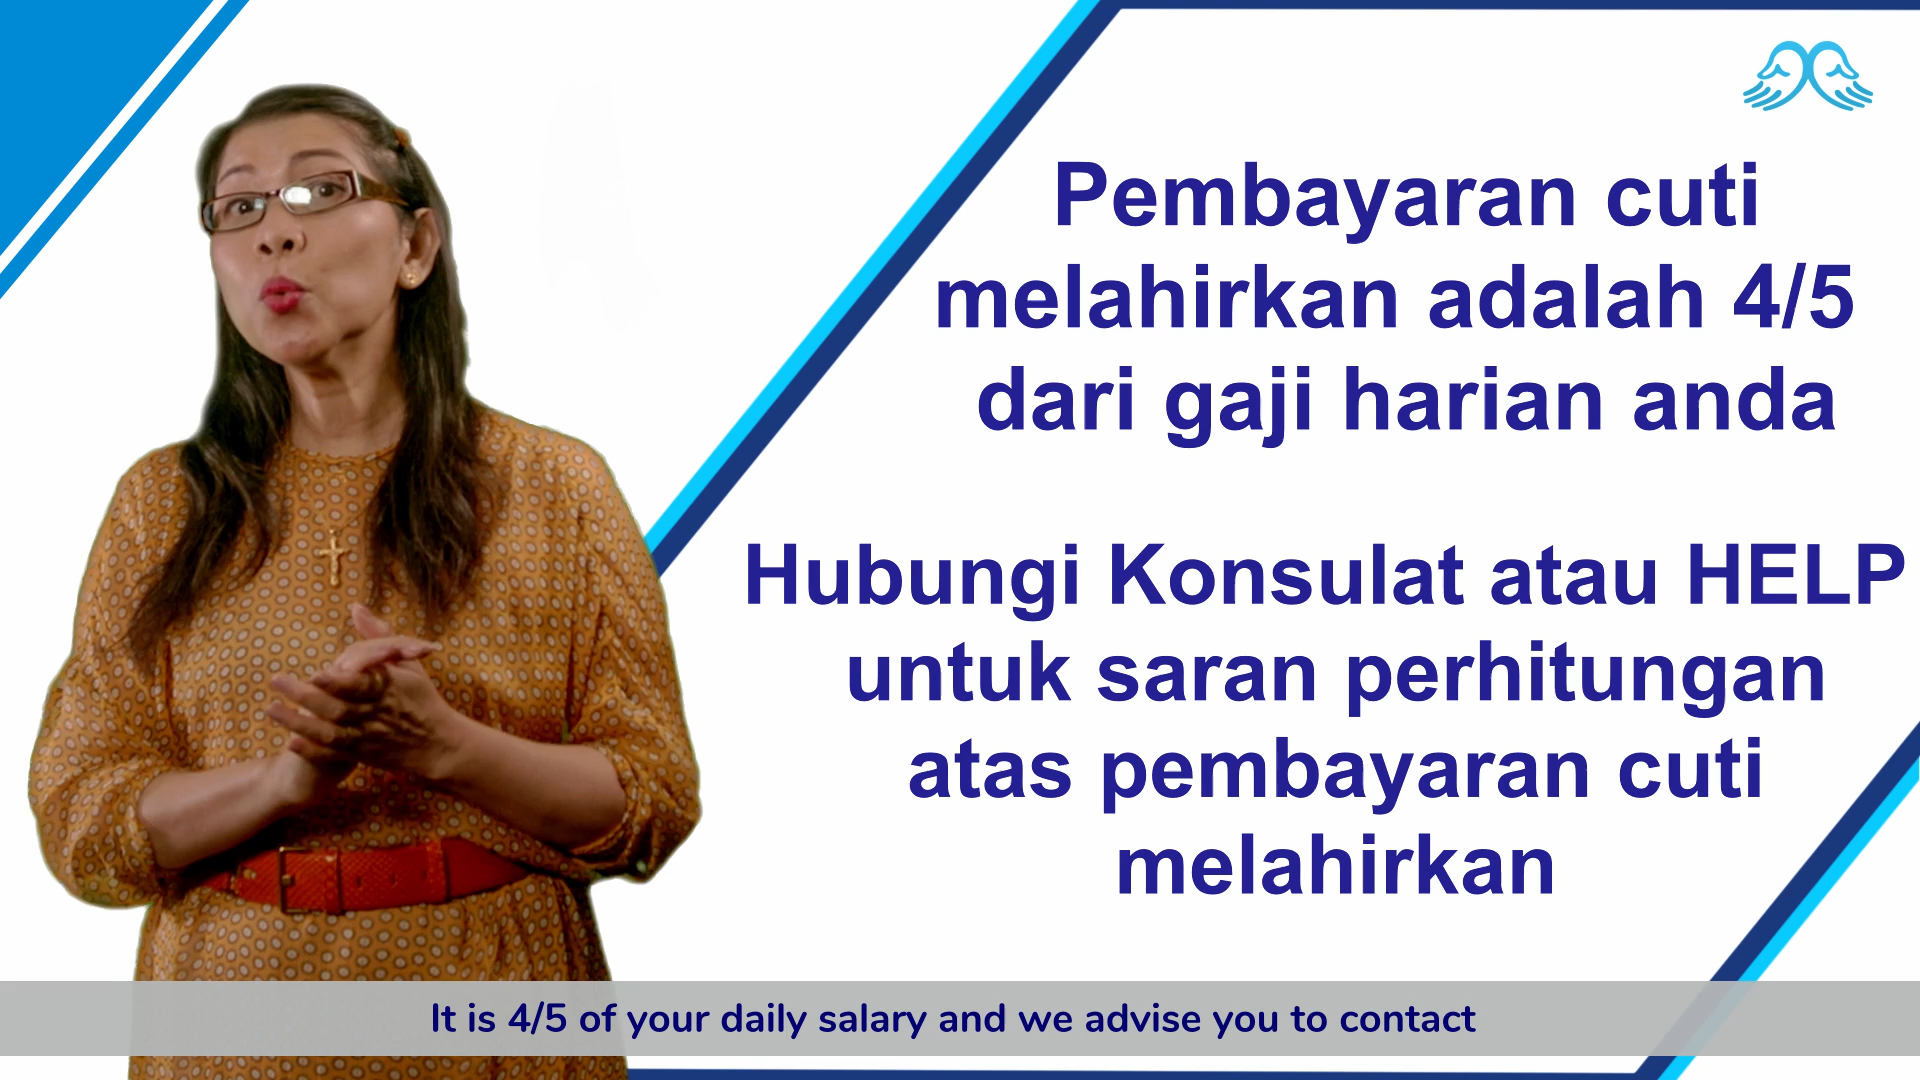 Pembayaran cuti
melahirkan adalah 4/5
dari gaji harian anda
Hubungi Konsulat atau HELP
untuk saran perhitungan
atas pembayaran cuti
melahirkan
It is 4/5 of your daily salary and we advise you to contact